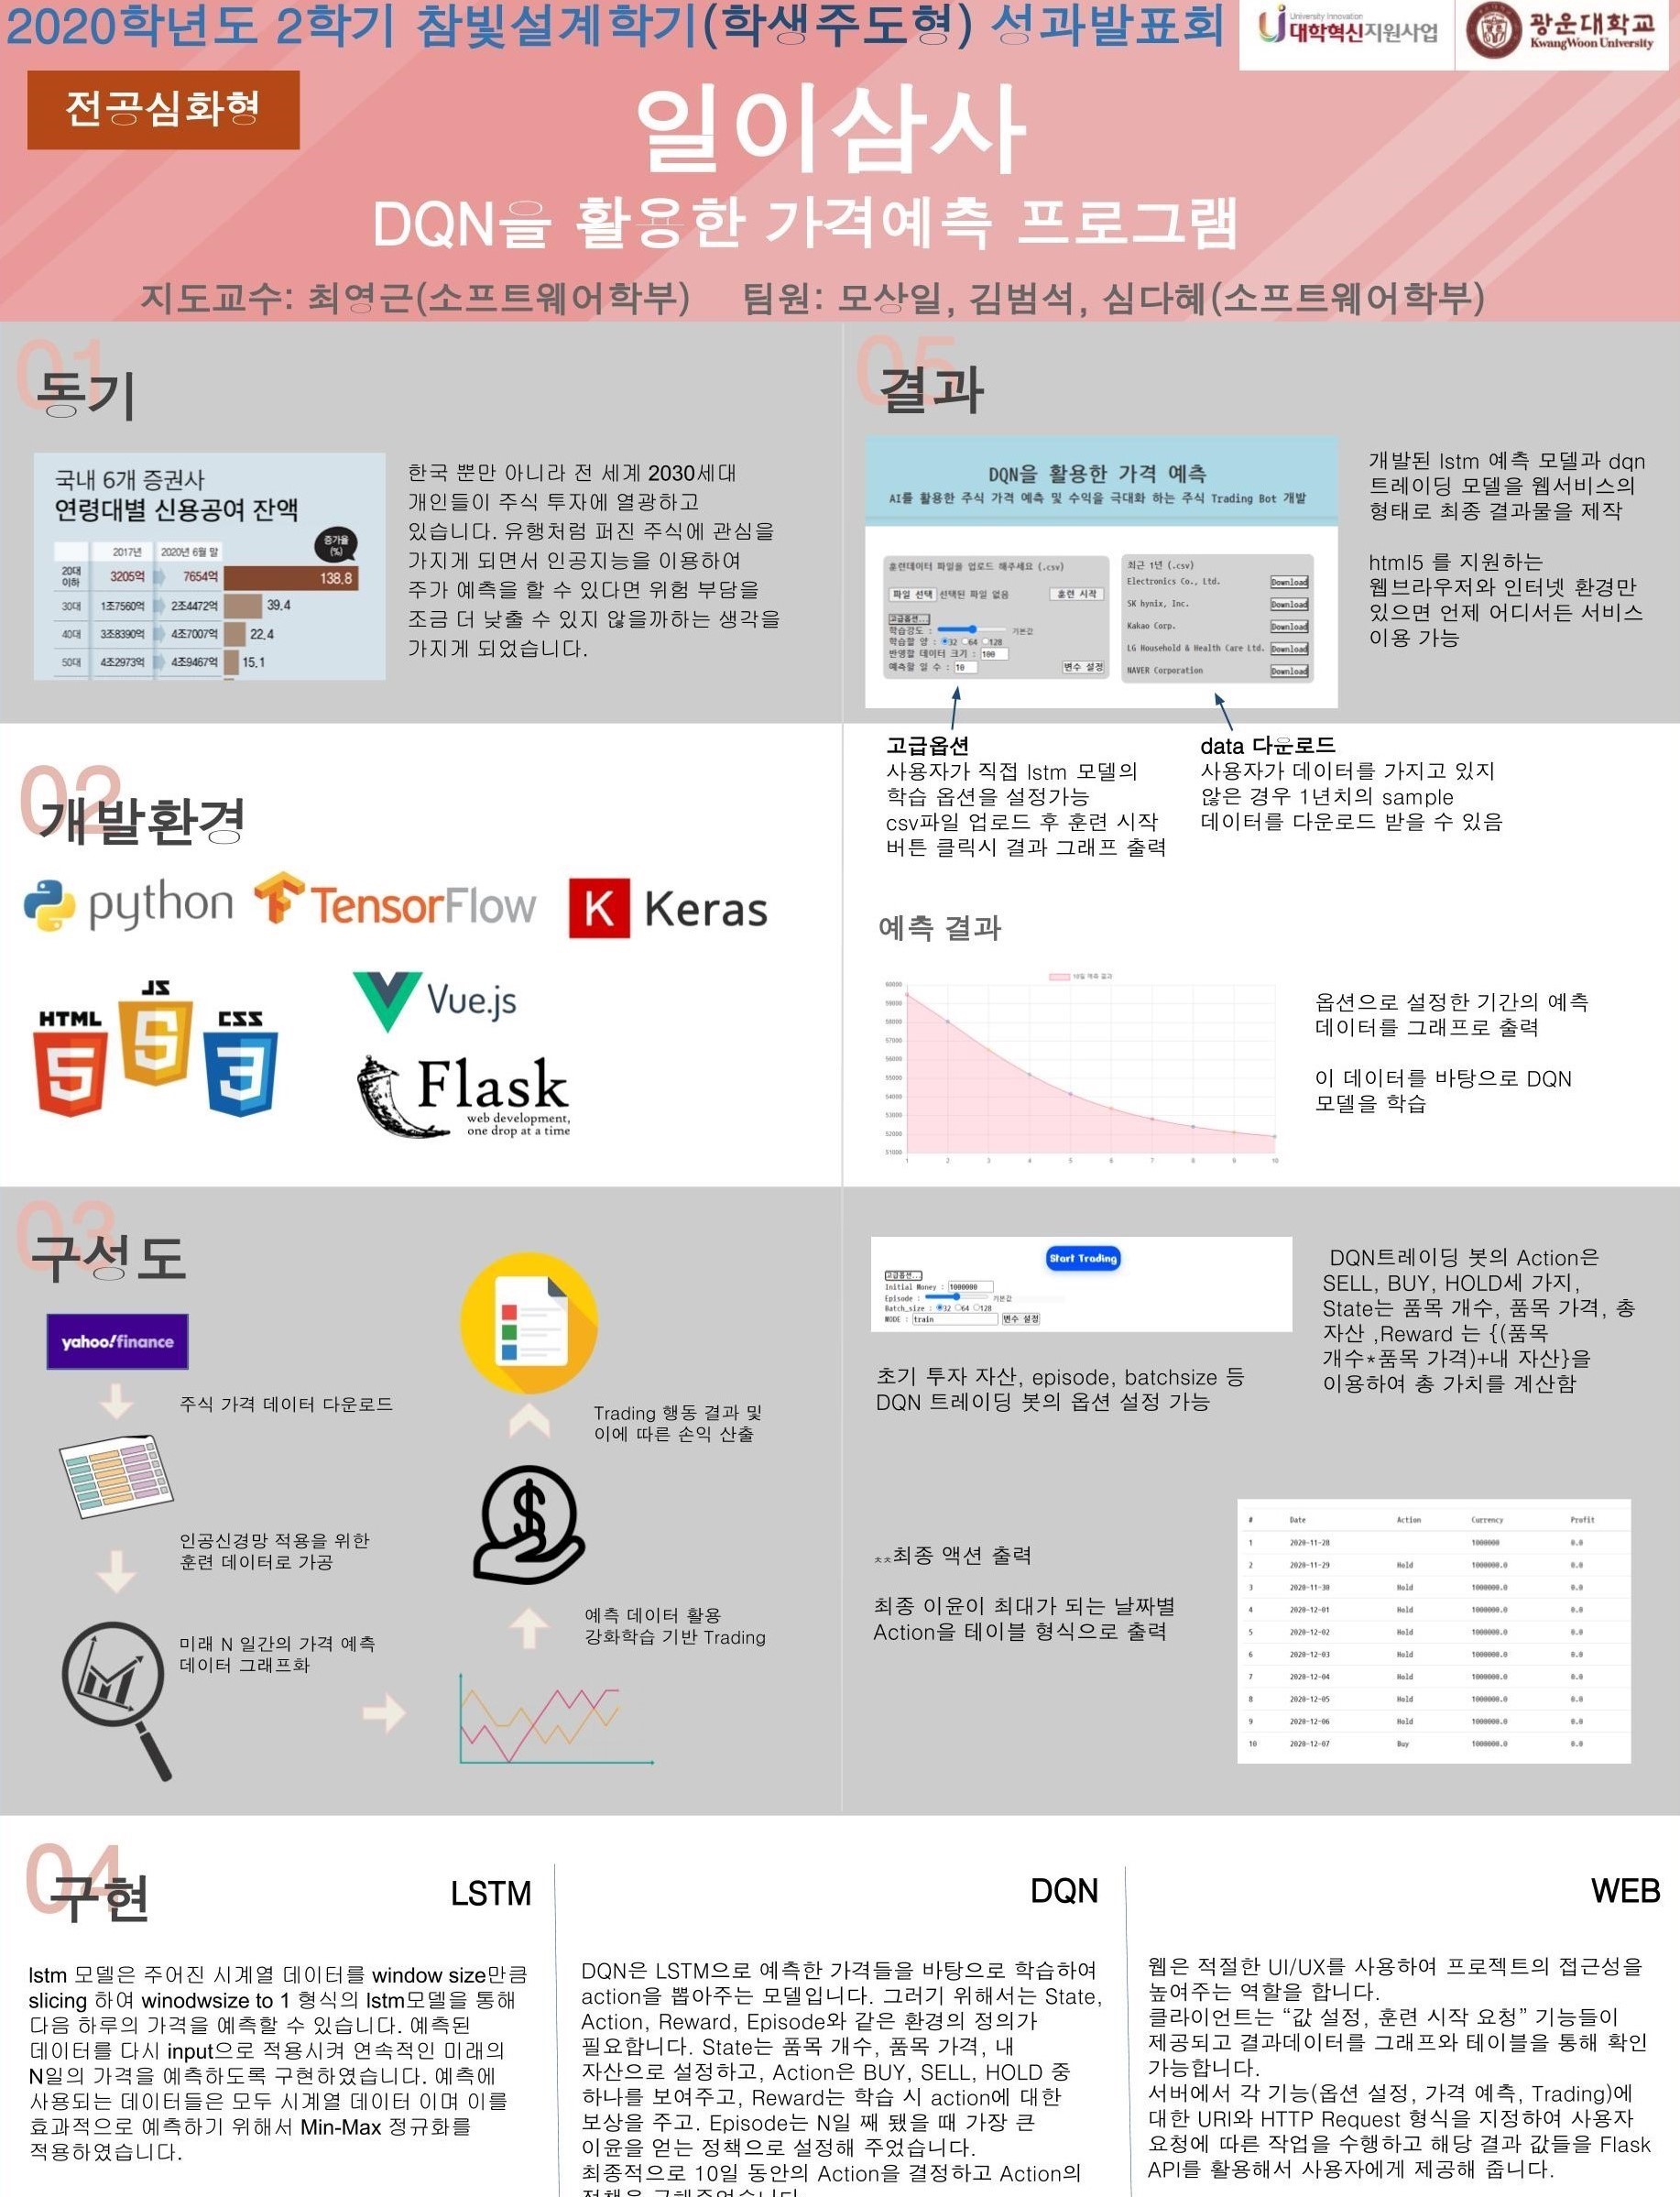 2020학년도 2학기 참빛설계학기(학생주도형) 성과발표회
University Innovation
대학혁신지원사업
광운대학교
KwangWoon University
전공심화형
일이삼사
DQN을 활용한 가격예측 프로그램
지도교수: 최영근(소프트웨어학부) 팀원: 모상일, 김범석, 심다혜(소프트웨어학부)
01
동기
국내 6개 증권사
연령대별 신용공여 잔액
증가율
(%)
2017년 2020년 6월 말
20대
이하 3205억 7654억 138.8
30대 1조7560억 2조4472억 39.4
40대 3조8390억 4조7007억 22.4
50대 4조2973억 4조9467억 15.1
한국 뿐만 아니라 전 세계 2030세대
개인들이 주식 투자에 열광하고
있습니다. 유행처럼 퍼진 주식에 관심을
가지게 되면서 인공지능을 이용하여
주가 예측을 할 수 있다면 위험 부담을
조금 더 낮출 수 있지 않을까하는 생각을
가지게 되었습니다.
02
개발환경
python
TensorFlow
K Keras
HTML
5
JS
5
CSS
3
Vue.js
Flask
web development,
one drop at a time
03
구성도
yahoo!finance
주식 가격 데이터 다운로드
인공신경망 적용을 위한
훈련 데이터로 가공
미래 N 일간의 가격 예측
데이터 그래프화
예측 데이터 활용
강화학습 기반 Trading
Trading 행동 결과 및
이에 따른 손익 산출
04
구현
LSTM
lstm 모델은 주어진 시계열 데이터를 window size만큼
slicing 하여 winodwsize to 1 형식의 lstm모델을 통해
다음 하루의 가격을 예측할 수 있습니다. 예측된
데이터를 다시 input으로 적용시켜 연속적인 미래의
N일의 가격을 예측하도록 구현하였습니다. 예측에
사용되는 데이터들은 모두 시계열 데이터 이며 이를
효과적으로 예측하기 위해서 Min-Max 정규화를
적용하였습니다.
DQN
DQN은 LSTM으로 예측한 가격들을 바탕으로 학습하여
action을 뽑아주는 모델입니다. 그러기 위해서는 State,
Action, Reward, Episode와 같은 환경의 정의가
필요합니다. State는 품목 개수, 품목 가격, 내
자산으로 설정하고, Action은 BUY, SELL, HOLD 중
하나를 보여주고, Reward는 학습 시 action에 대한
보상을 주고. Episode는 N일 째 됐을 때 가장 큰
이윤을 얻는 정책으로 설정해 주었습니다.
최종적으로 10일 동안의 Action을 결정하고 Action의
WEB
웹은 적절한 UI/UX를 사용하여 프로젝트의 접근성을
높여주는 역할을 합니다.
클라이언트는 “값 설정, 훈련 시작 요청” 기능들이
제공되고 결과데이터를 그래프와 테이블을 통해 확인
가능합니다.
서버에서 각 기능(옵션 설정, 가격 예측, Trading)에
대한 URI와 HTTP Request 형식을 지정하여 사용자
요청에 따른 작업을 수행하고 해당 결과 값들을 Flask
API를 활용해서 사용자에게 제공해 줍니다.
05
결과
DQN을 활용한 가격 예측
AI를 활용한 주식 가격 예측 및 수익을 극대화 하는 주식 Trading Bot 개발
훈련데이터 파일을 업로드 해주세요 (.csv)
파일 선택 선택된 파일 없음 훈련 시작
고급옵션...
학습강도 : 기본값
학습할 양 : 32 64 128
반영할 데이터 크기 : 100
예측할 일 수 : 10 변수 설정
최근 1년 (.csv)
Electronics Co., Ltd. Download
SK hynix, Inc. Download
Kakao Corp. Download
LG Household & Health Care Ltd. Download
NAVER Corporation Download
개발된 lstm 예측 모델과 dqn
트레이딩 모델을 웹서비스의
형태로 최종 결과물을 제작
html5 를 지원하는
웹브라우저와 인터넷 환경만
있으면 언제 어디서든 서비스
이용 가능
고급옵션
사용자가 직접 lstm 모델의
학습 옵션을 설정가능
csv파일 업로드 후 훈련 시작
버튼 클릭시 결과 그래프 출력
data 다운로드
사용자가 데이터를 가지고 있지
않은 경우 1년치의 sample
데이터를 다운로드 받을 수 있음
예측 결과
60000
59000
58000
57000
56000
55000
54000
53000
52000
51000
1 2 3 4 5 6 7 8 9 10
옵션으로 설정한 기간의 예측
데이터를 그래프로 출력
이 데이터를 바탕으로 DQN
모델을 학습
Start Trading
고급옵션...
Initial Money : 1000000
Episode : 기본값
Batch_size : 32 64 128
MODE : train 변수 설정
초기 투자 자산, episode, batchsize 등
DQN 트레이딩 봇의 옵션 설정 가능
DQN트레이딩 봇의 Action은
SELL, BUY, HOLD세 가지,
State는 품목 개수, 품목 가격, 총
자산 ,Reward 는 {(품목
개수*품목 가격)+내 자산}을
이용하여 총 가치를 계산함
ㅊㅊ최종 액션 출력
최종 이윤이 최대가 되는 날짜별
Action을 테이블 형식으로 출력
# Date Action Currency Profit
1 2020-11-28 1000000 0.0
2 2020-11-29 Hold 1000000.0 0.0
3 2020-11-30 Hold 1000000.0 0.0
4 2020-12-01 Hold 1000000.0 0.0
5 2020-12-02 Hold 1000000.0 0.0
6 2020-12-03 Hold 1000000.0 0.0
7 2020-12-04 Hold 1000000.0 0.0
8 2020-12-05 Hold 1000000.0 0.0
9 2020-12-06 Hold 1000000.0 0.0
10 2020-12-07 Buy 1000000.0 0.0